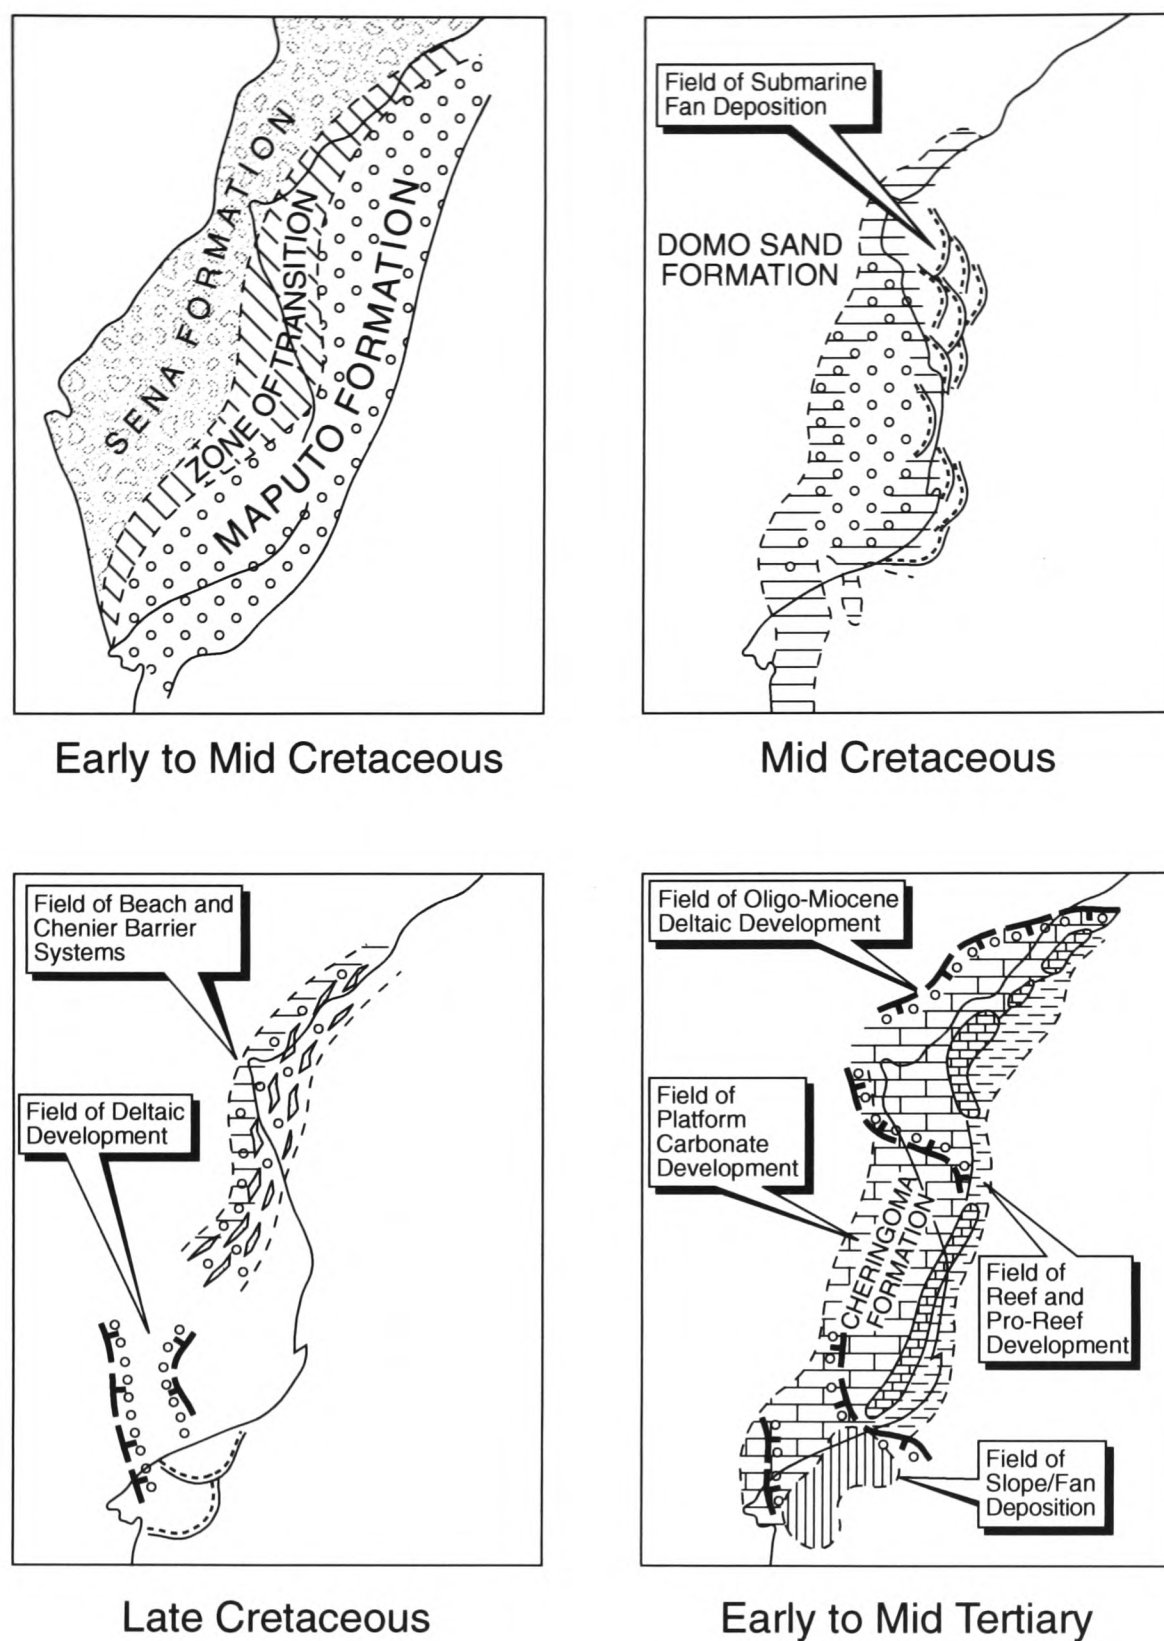 SENA FORMATION
ZONE OF TRANSITION
MAPUTO FORMATION
Early to Mid Cretaceous
Field of Submarine
Fan Deposition
DOMO SAND
FORMATION
Mid Cretaceous
Field of Beach and
Chenier Barrier
Systems
Field of Deltaic
Development
Late Cretaceous
Field of Oligo-Miocene
Deltaic Development
Field of
Platform
Carbonate
Development
CHERINGOMA
FORMATION
Field of
Reef and
Pro-Reef
Development
Field of
Slope/Fan
Deposition
Early to Mid Tertiary